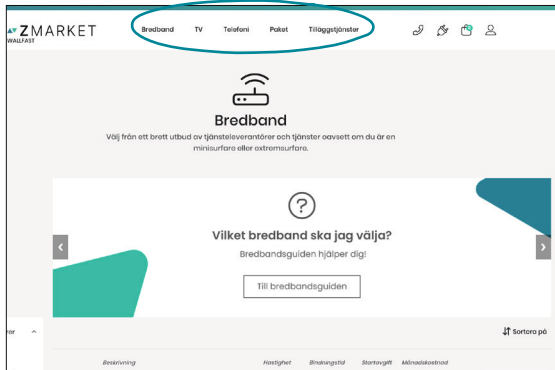 ZMARKET
WALLFAST
Bredband TV Telefoni Paket Tilläggstjänster
Bredband
Välj från ett brett utbud av tjänsteleverantörer och tjänster oavsett om du är en
minisurfare eller extremsurfare.
?
Vilket bredband ska jag välja?
Bredbandsguiden hjälper dig!
Till bredbandsguiden
Sortera på
Beskrivning Hastighet Bindningstid Startavgift Månadskostnad